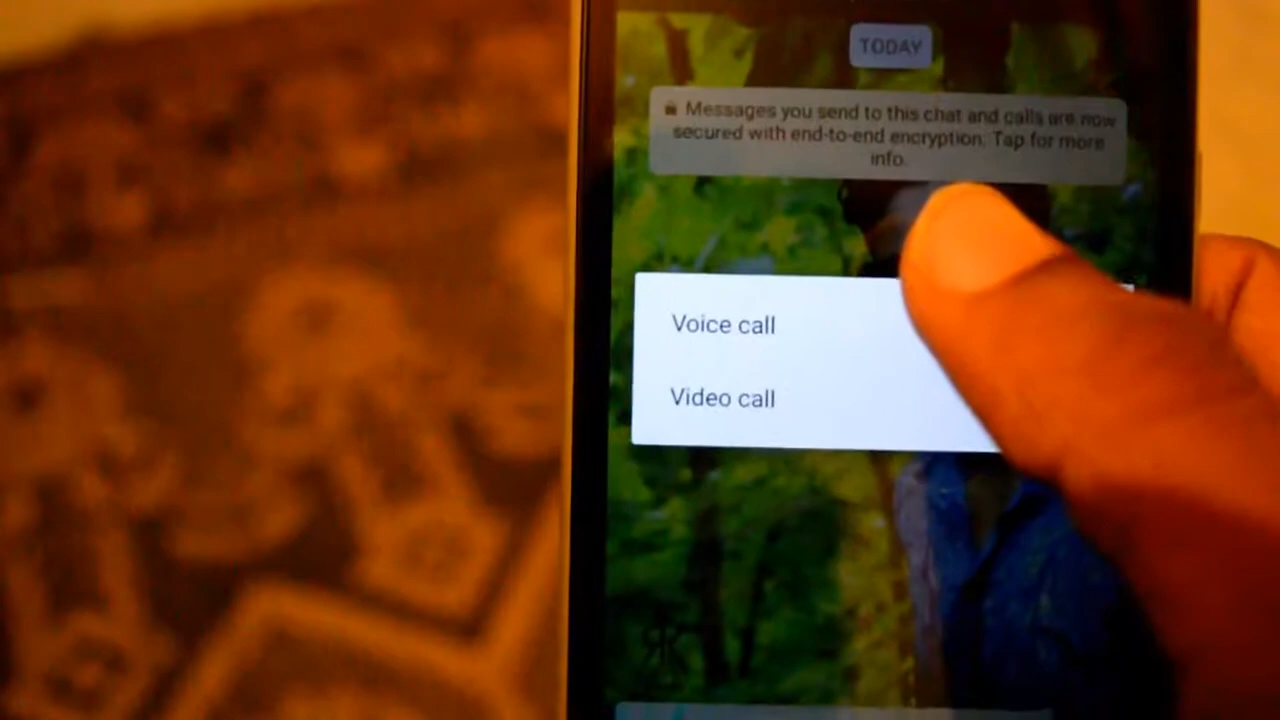 TODAY
Messages you send to this chat and calls are now
secured with end-to-end encryption. Tap for more
info.
Voice call
Video call